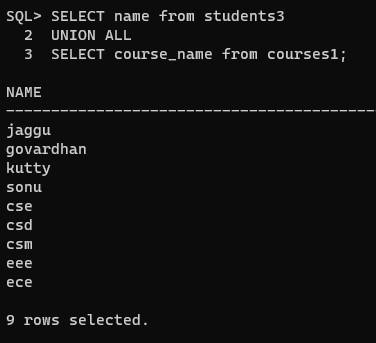 SQL> SELECT name from students3
  2  UNION ALL
  3  SELECT course_name from courses1;
NAME
-----------------------------------------
jaggu
govardhan
kutty
sonu
cse
csd
csm
eee
ece
9 rows selected.